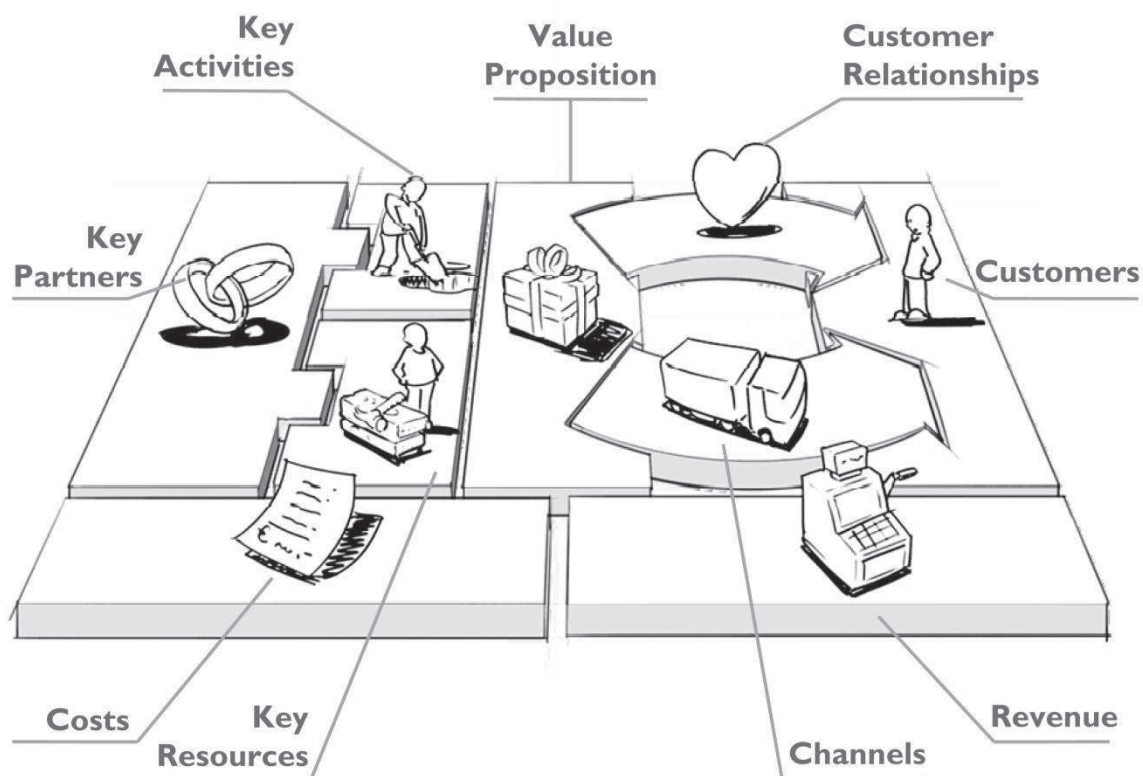 Key
Activities
Value
Proposition
Customer
Relationships
Key
Partners
Customers
Costs
Key
Resources
Channels
Revenue